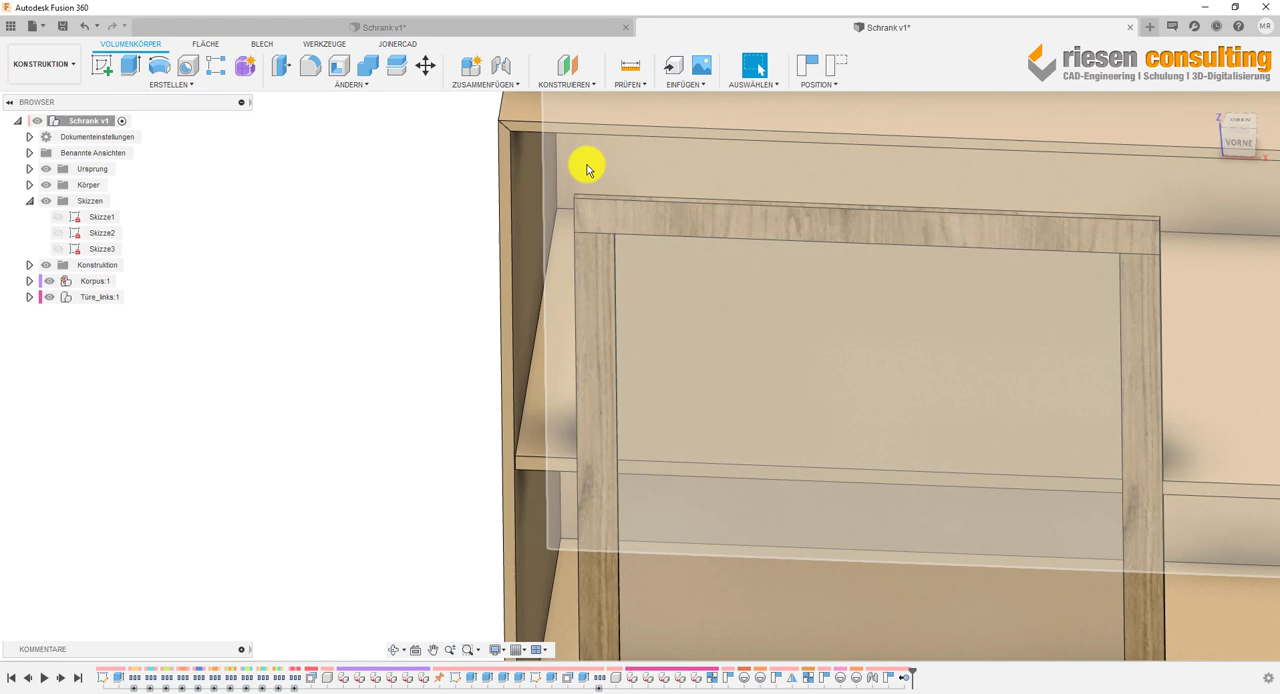 Autodesk Fusion 360
Schrank v1*
Schrank v1*
MR
KONSTRUKTION
VOLUMENKÖRPER
FLÄCHE
BLECH
WERKZEUGE
JOINERCAD
ERSTELLEN
ÄNDERN
ZUSAMMENFÜGEN
KONSTRUIEREN
PRÜFEN
EINFÜGEN
AUSWÄHLEN
POSITION
riesen consulting
CAD-Engineering | Schulung | 3D-Digitalisierung
BROWSER
Schrank v1
Dokumenteinstellungen
Benannte Ansichten
Ursprung
Körper
Skizzen
Skizze1
Skizze2
Skizze3
Konstruktion
Korpus:1
Türe_links:1
Z
OBEN
VORNE
X
KOMMENTARE